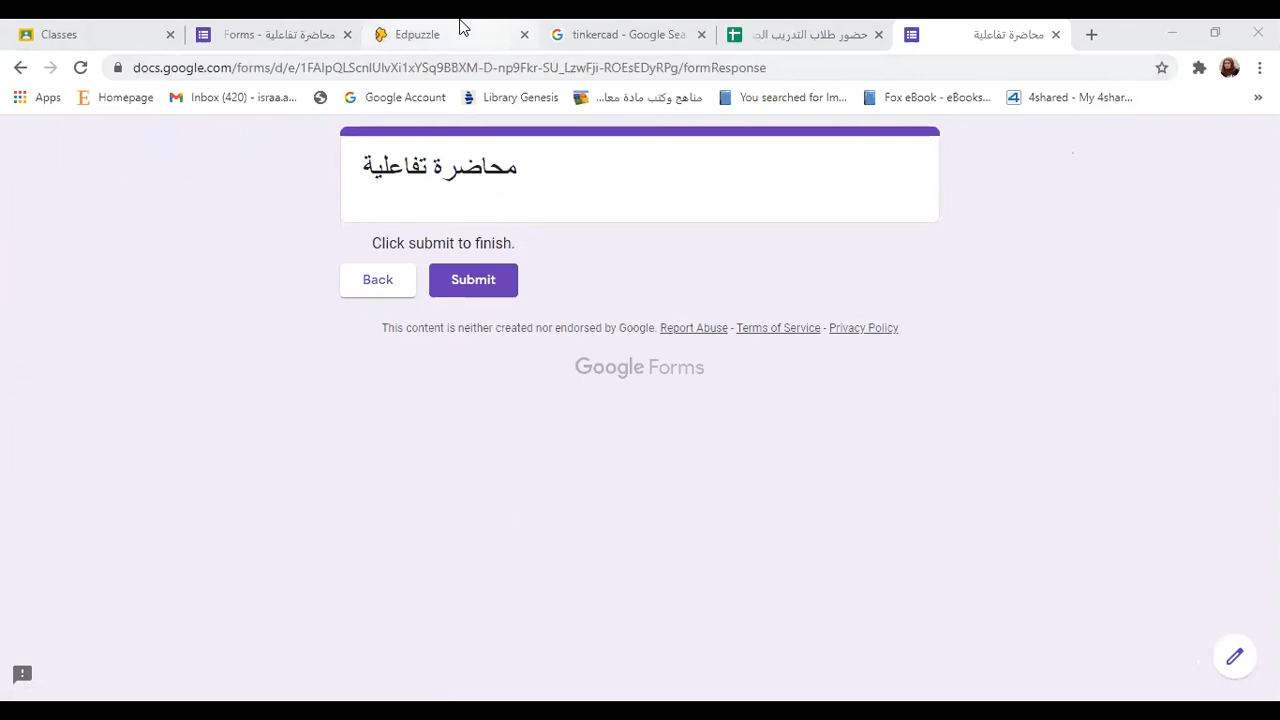 Classes
محاضرة تفاعلية - Forms
Edpuzzle
tinkercad - Google Sea
حضور طلاب التدريب الص
محاضرة تفاعلية
docs.google.com/forms/d/e/1FAIpQLScnlUlvXi1xYSq9BBXM-D-np9Fkr-SU_LzwFji-ROEsEDyRPg/formResponse
Apps
Homepage
Inbox (420) - israa.a...
Google Account
Library Genesis
مناهج وكتب مادة معا...
You searched for Im...
Fox eBook - eBooks...
4shared - My 4shar...
محاضرة تفاعلية
Click submit to finish.
Back
Submit
This content is neither created nor endorsed by Google. Report Abuse - Terms of Service - Privacy Policy
Google Forms